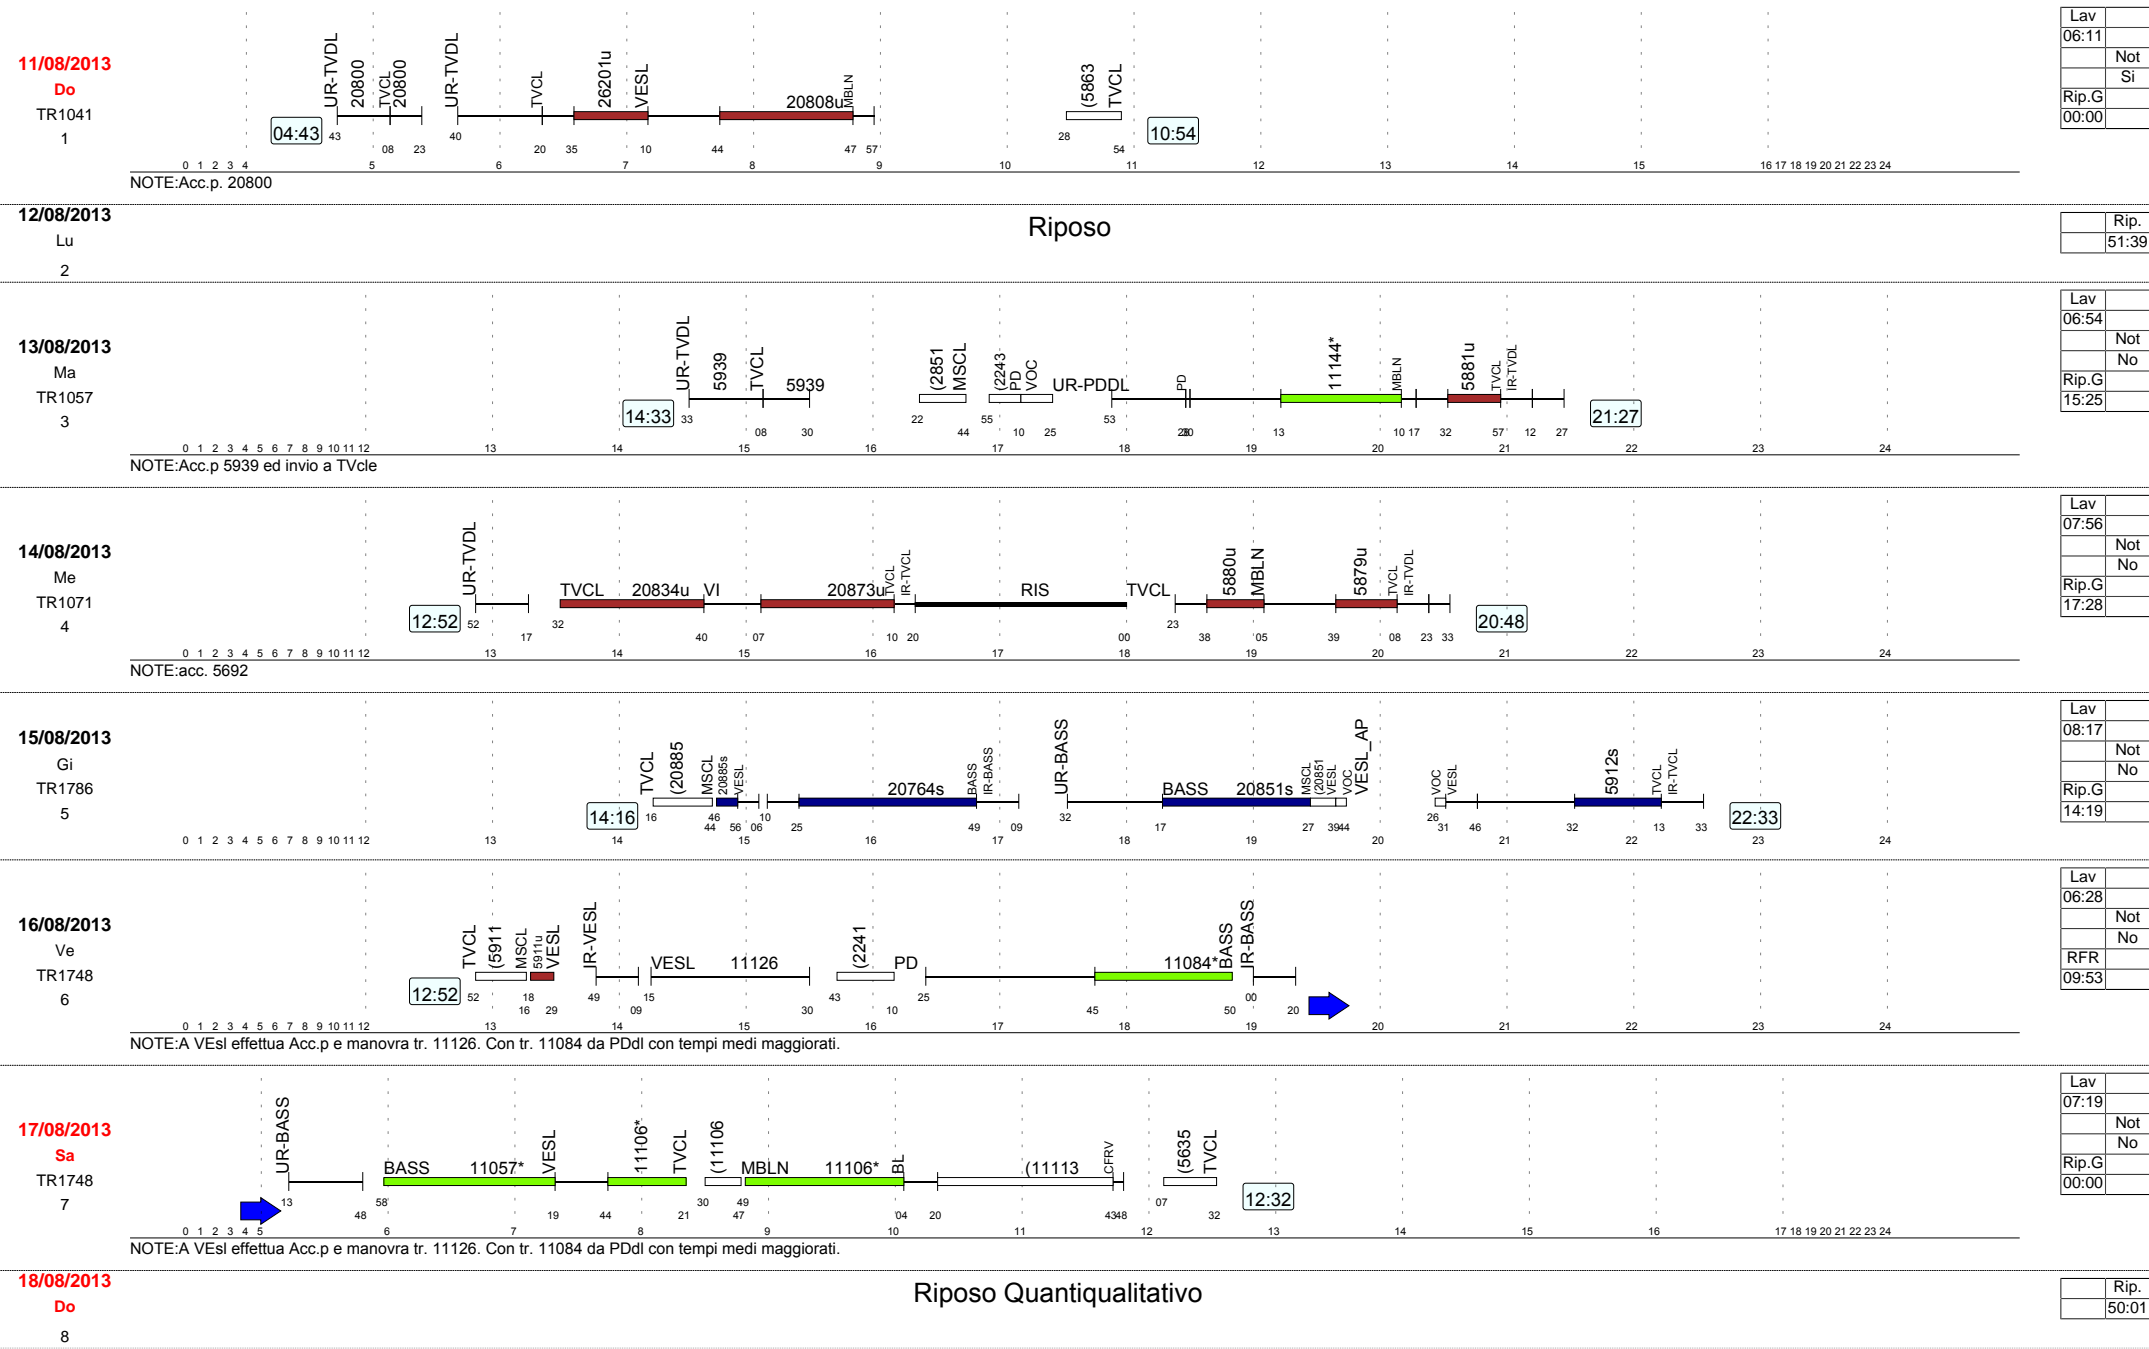 11/08/2013
Do
TR1041
1
04:43
UR-TVDL 20800 TVCL 20800 UR-TVDL TVCL 26201u VESL 20808u MBLN (5863 TVCL
10:54
43 08 23 40 20 35 10 44 47 57 28 54
0 1 2 3 4 5 6 7 8 9 10 11 12 13 14 15 16 17 18 19 20 21 22 23 24
NOTE:Acc.p. 20800
Lav
06:11
Not
Si
Rip.G
00:00
12/08/2013
Lu
2
Riposo
Rip.
51:39
13/08/2013
Ma
TR1057
3
14:33
UR-TVDL 5939 TVCL 5939 (2851 MSCL (2243 PD VOC UR-PDDL PD 11144* MBLN 5881u TVCL IR-TVDL
21:27
33 08 30 22 44 55 10 25 53 13 10 17 32 57 12 27
0 1 2 3 4 5 6 7 8 9 10 11 12 13 14 15 16 17 18 19 20 21 22 23 24
NOTE:Acc.p 5939 ed invio a TVcle
Lav
06:54
Not
No
Rip.G
15:25
14/08/2013
Me
TR1071
4
12:52
UR-TVDL TVCL 20834u VI 20873u TVCL IR-TVCL RIS TVCL 5880u MBLN 5879u TVCL IR-TVDL
20:48
52 17 32 40 07 10 20 00 23 38 05 39 08 23 33
0 1 2 3 4 5 6 7 8 9 10 11 12 13 14 15 16 17 18 19 20 21 22 23 24
NOTE:acc. 5692
Lav
07:56
Not
No
Rip.G
17:28
15/08/2013
Gi
TR1786
5
14:16
TVCL (20885 MSCL 20885s VESL 20764s BASS IR-BASS UR-BASS BASS 20851s MSCL (20851 VESL VOC VESL_AP VOC VESL 5912s TVCL IR-TVCL
22:33
16 44 46 56 06 10 25 49 09 32 17 27 39 44 26 31 46 32 13 33
0 1 2 3 4 5 6 7 8 9 10 11 12 13 14 15 16 17 18 19 20 21 22 23 24
Lav
08:17
Not
No
Rip.G
14:19
16/08/2013
Ve
TR1748
6
12:52
TVCL (5911 MSCL 5911u VESL IR-VESL VESL 11126 (2241 PD 11084* BASS IR-BASS
52 16 18 29 49 09 15 30 43 10 25 45 50 00 20
0 1 2 3 4 5 6 7 8 9 10 11 12 13 14 15 16 17 18 19 20 21 22 23 24
NOTE:A VEsl effettua Acc.p e manovra tr. 11126. Con tr. 11084 da PDdl con tempi medi maggiorati.
Lav
06:28
Not
No
RFR
09:53
17/08/2013
Sa
TR1748
7
UR-BASS BASS 11057* VESL 11106* TVCL (11106 MBLN 11106* BL (11113 CFRV (5635 TVCL
12:32
13 48 58 19 44 21 30 47 49 04 20 43 48 07 32
0 1 2 3 4 5 6 7 8 9 10 11 12 13 14 15 16 17 18 19 20 21 22 23 24
NOTE:A VEsl effettua Acc.p e manovra tr. 11126. Con tr. 11084 da PDdl con tempi medi maggiorati.
Lav
07:19
Not
No
Rip.G
00:00
18/08/2013
Do
8
Riposo Quantiqualitativo
Rip.
50:01